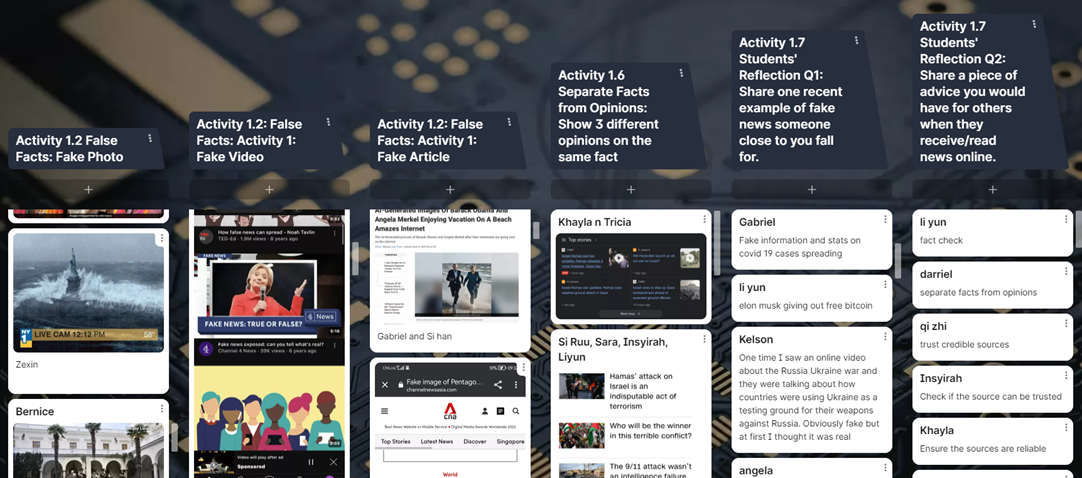 Activity 1.2 False
Facts: Fake Photo
LIVE CAM 12:12 PM
58°
Zexin
Bernice
Activity 1.2: False
Facts: Activity 1:
Fake Video
How fake news can spread - Noah Tavlin
TED-Ed · 1.9M views · 8 years ago
FAKE NEWS
FAKE NEWS: TRUE OR FALSE?
4 News
Fake news exposed: can you tell what's real?
Channel 4 News · 59K views · 6 years ago
Video will play after ad
Sponsored
Activity 1.2: False
Facts: Activity 1:
Fake Article
AI-Generated Images Of Barack Obama And
Angela Merkel Enjoying Vacation On A Beach
Amazes Internet
Gabriel and Si han
Fake image of Pentago...
channelnewsasia.com
cna
Top Stories
Latest News
Discover
Singapore
World
Activity 1.6
Separate Facts
from Opinions:
Show 3 different
opinions on the
same fact
Khayla n Tricia
Top stories
Si Ruu, Sara, Insyirah,
Liyun
Hamas' attack
on Israel is an
indisputable act of
terrorism
Who will be the winner
in this terrible conflict?
The 9/11 attack wasn't
an intelligence failure.
Activity 1.7
Students'
Reflection Q1:
Share one recent
example of fake
news someone
close to you fall
for.
Gabriel
Fake information and stats on
covid 19 cases spreading
li yun
elon musk giving out free bitcoin
Kelson
One time I saw an online video
about the Russia Ukraine war and
they were talking about how
countries were using Ukraine as a
testing ground for their weapons
against Russia. Obviously fake but
at first I thought it was real
angela
Activity 1.7
Students'
Reflection Q2:
Share a piece of
advice you would
have for others
when they
receive/read
news online.
li yun
fact check
darriel
separate facts from opinions
qi zhi
trust credible sources
Insyirah
Check if the source can be trusted
Khayla
Ensure the sources are reliable